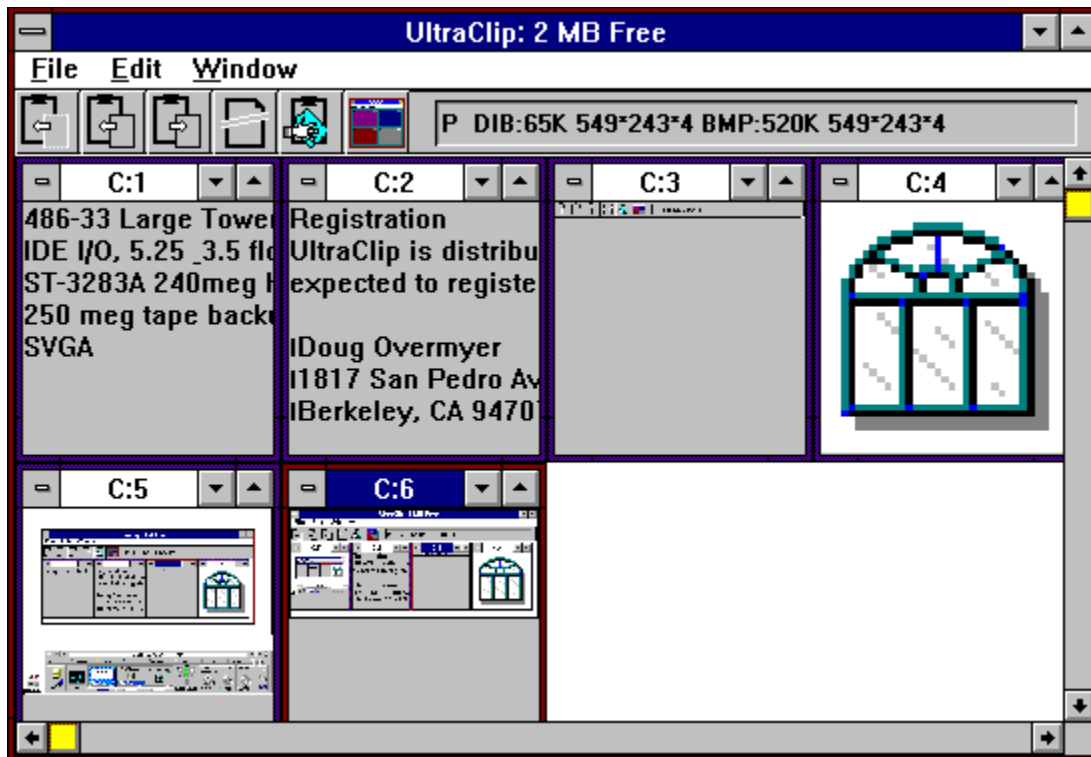 UltraClip: 2 MB Free
File Edit Window
P DIB:65K 549*243*4 BMP:520K 549*243*4
C:1
486-33 Large Tower
IDE I/O, 5.25 _3.5 flo
ST-3283A 240meg H
250 meg tape backu
SVGA
C:2
Registration
UltraClip is distribu
expected to registe
Doug Overmyer
1817 San Pedro Av
Berkeley, CA 9470
C:3
C:4
C:5
C:6